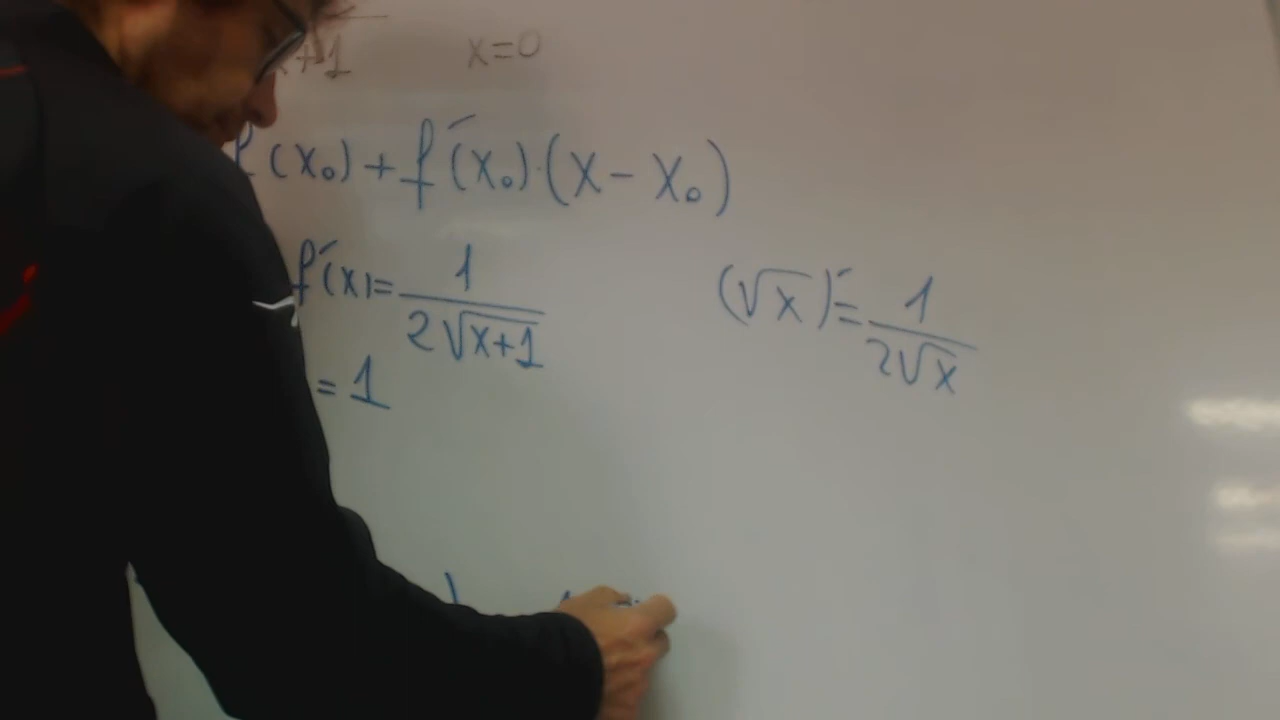 x+1 x=0
f(x₀)+f´(x₀)·(x-x₀)
f´(x)=1/(2√(x+1)) (√x)´=1/(2√x)
=1